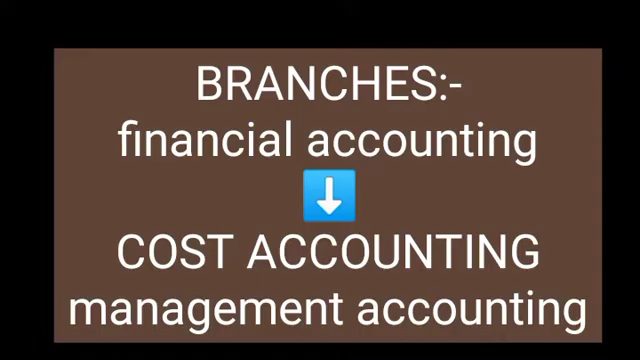 BRANCHES:-
financial accounting
⬇️
COST ACCOUNTING
management accounting